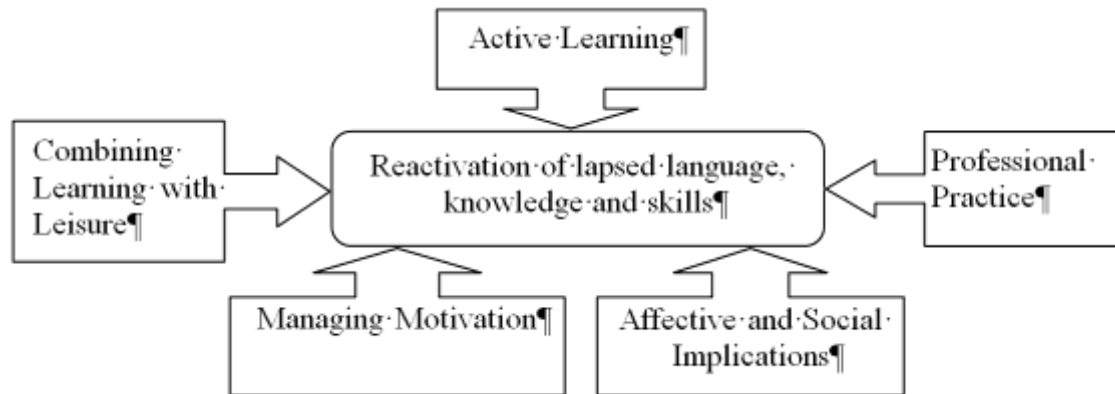 Active·Learning¶
Combining·
Learning·with·
Leisure¶
Reactivation·of·lapsed·language,·
knowledge·and·skills¶
Professional·
Practice¶
Managing·Motivation¶
Affective·and·Social·
Implications¶